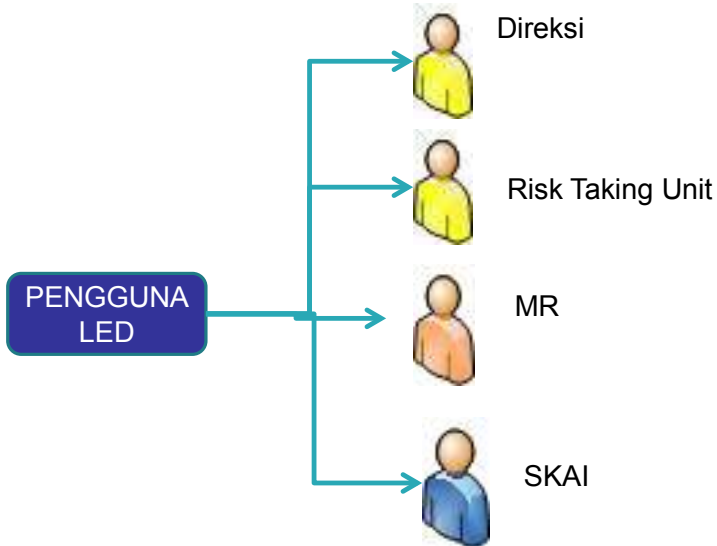 Direksi
Risk Taking Unit
PENGGUNA
LED
MR
SKAI